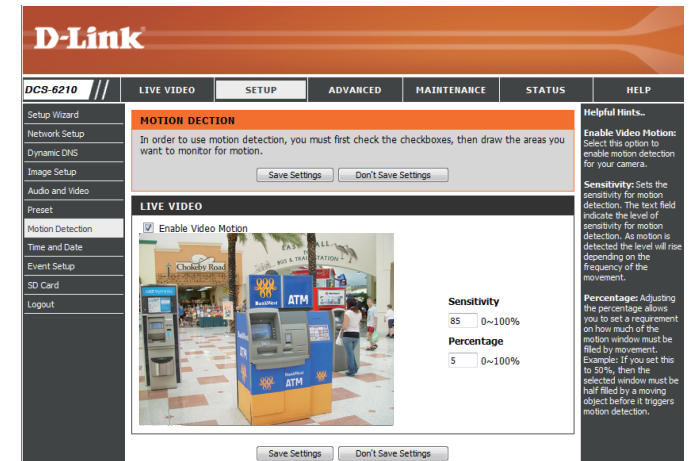 D-Link
DCS-6210
LIVE VIDEO
SETUP
ADVANCED
MAINTENANCE
STATUS
HELP
Setup Wizard
Network Setup
Dynamic DNS
Image Setup
Audio and Video
Preset
Motion Detection
Time and Date
Event Setup
SD Card
Logout
MOTION DECTION
In order to use motion detection, you must first check the checkboxes, then draw the areas you
want to monitor for motion.
Save Settings
Don't Save Settings
LIVE VIDEO
Enable Video Motion
EAST
ALL
BUS & TRAIN STATION
Chokeby Road
BankWest
ATM
BankWest
ATM
Sensitivity
85 0~100%
Percentage
5 0~100%
Save Settings
Don't Save Settings
Helpful Hints..
Enable Video Motion:
Select this option to
enable motion detection
for your camera.
Sensitivity: Sets the
sensitivity for motion
detection. The text field
indicate the level of
sensitivity for motion
detection. As motion is
detected the level will rise
depending on the
frequency of the
movement.
Percentage: Adjusting
the percentage allows
you to set a requirement
on how much of the
motion window must be
filled by movement.
Example: If you set this
to 50%, then the
selected window must be
half filled by a moving
object before it triggers
motion detection.